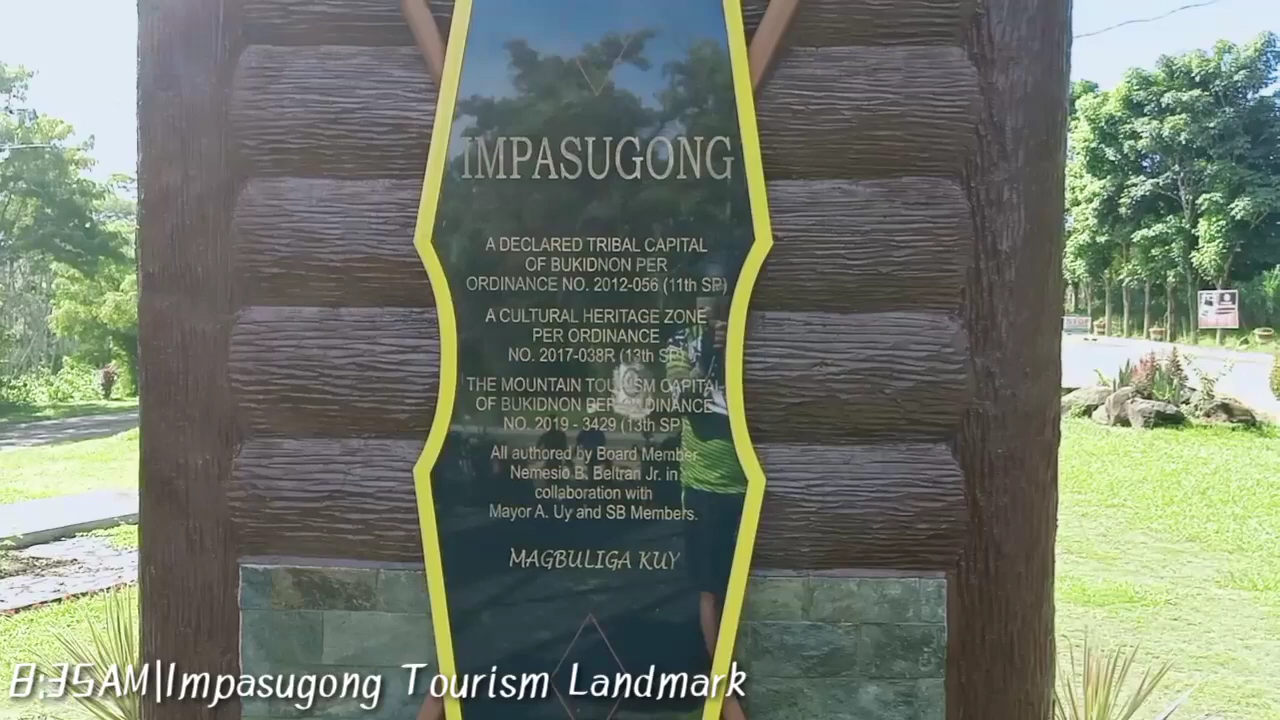 IMPASUGONG
A DECLARED TRIBAL CAPITAL
OF BUKIDNON PER
ORDINANCE NO. 2012-056 (11th SP)
A CULTURAL HERITAGE ZONE
PER ORDINANCE
NO. 2017-038R (13th SP)
THE MOUNTAIN TOURISM CAPITAL
OF BUKIDNON PER ORDINANCE
NO. 2019 - 3429 (13th SP)
All authored by Board Member
Nemesio B. Beltran Jr. in
collaboration with
Mayor A. Uy and SB Members.
MAGBULIGA KUY
8:35AM|Impasugong Tourism Landmark